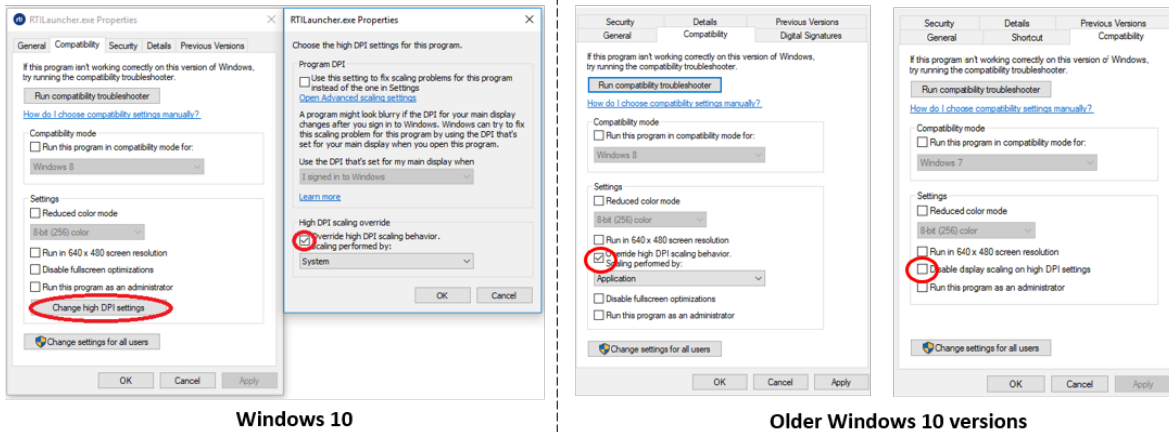 RTILauncher.exe Properties
General Compatibility Security Details Previous Versions
If this program isn't working correctly on this version of Windows,
try running the compatibility troubleshooter.
Run compatibility troubleshooter
How do I choose compatibility settings manually?
Compatibility mode
Run this program in compatibility mode for:
Windows 8
Settings
Reduced color mode
8-bit (256) color
Run in 640 x 480 screen resolution
Disable fullscreen optimizations
Run this program as an administrator
Change high DPI settings
Change settings for all users
OK Cancel Apply
RTILauncher.exe Properties
Choose the high DPI settings for this program.
Program DPI
Use this setting to fix scaling problems for this program
instead of the one in Settings
Open Advanced scaling settings
A program might look blurry if the DPI for your main display
changes after you sign in to Windows. Windows can try to fix
this scaling problem for this program by using the DPI that's
set for your main display when you open this program.
Use the DPI that's set for my main display when
I signed in to Windows
Learn more
High DPI scaling override
Override high DPI scaling behavior.
Scaling performed by:
System
OK Cancel
Windows 10
Security Details Previous Versions
General Compatibility Digital Signatures
If this program isn't working correctly on this version of Windows,
try running the compatibility troubleshooter.
Run compatibility troubleshooter
How do I choose compatibility settings manually?
Compatibility mode
Run this program in compatibility mode for:
Windows 8
Settings
Reduced color mode
8-bit (256) color
Run in 640 x 480 screen resolution
Override high DPI scaling behavior.
Scaling performed by:
Application
Disable fullscreen optimizations
Run this program as an administrator
Change settings for all users
OK Cancel Apply
Security Details Previous Versions
General Shortcut Compatibility
If this program isn't working correctly on this version of Windows,
try running the compatibility troubleshooter.
Run compatibility troubleshooter
How do I choose compatibility settings manually?
Compatibility mode
Run this program in compatibility mode for:
Windows 7
Settings
Reduced color mode
8-bit (256) color
Run in 640 x 480 screen resolution
Disable display scaling on high DPI settings
Run this program as an administrator
Change settings for all users
OK Cancel Apply
Older Windows 10 versions